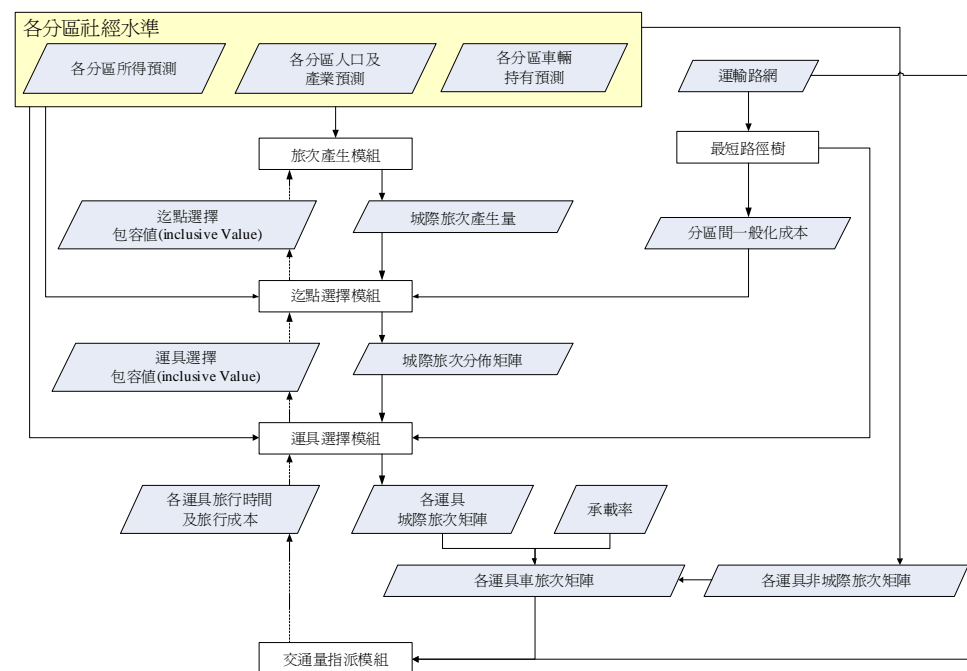 各分區社經水準
各分區所得預測
各分區人口及
產業預測
各分區車輛
持有預測
運輸路網
旅次產生模組
最短路徑樹
迄點選擇
包容值(inclusive Value)
城際旅次產生量
分區間一般化成本
迄點選擇模組
運具選擇
包容值(inclusive Value)
城際旅次分佈矩陣
運具選擇模組
各運具旅行時間
及旅行成本
各運具
城際旅次矩陣
承載率
各運具車旅次矩陣
各運具非城際旅次矩陣
交通量指派模組